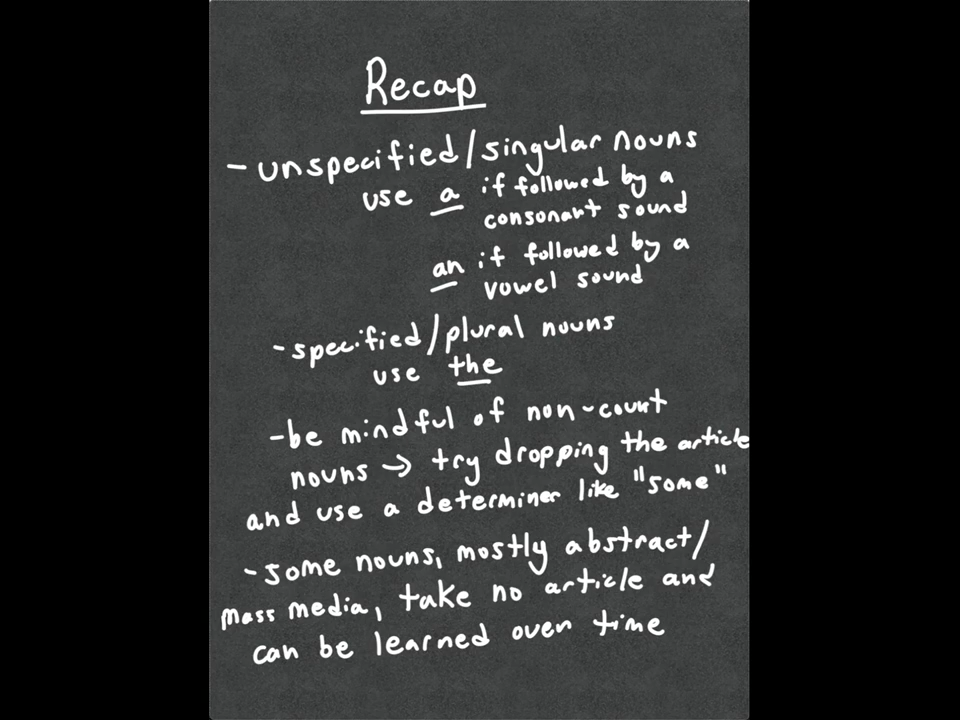 Recap
- unspecified/singular nouns
use a if followed by a
consonant sound
an if followed by a
vowel sound
- specified/plural nouns
use the
- be mindful of non-count
nouns → try dropping the article
and use a determiner like "some"
- some nouns, mostly abstract/
mass media, take no article and
can be learned over time